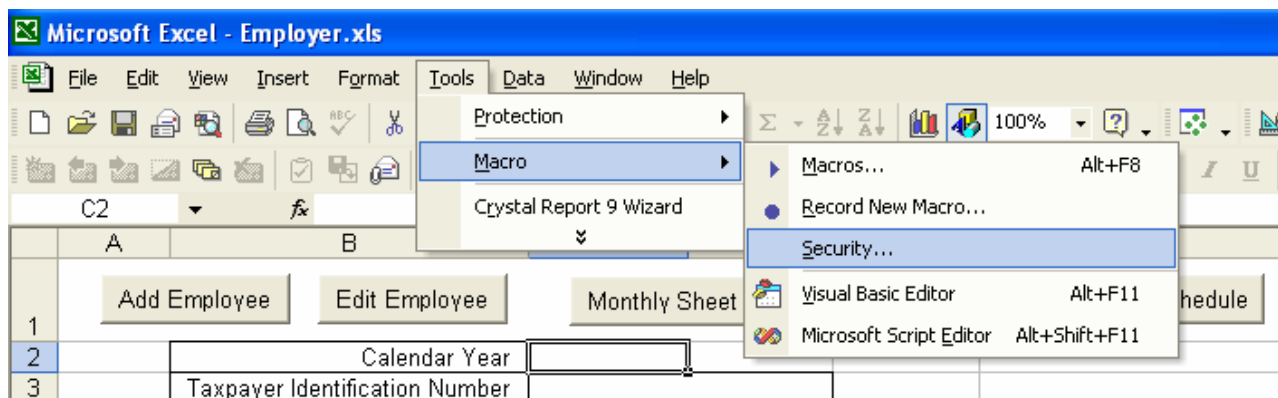 Microsoft Excel - Employer.xls
File Edit View Insert Format Tools Data Window Help
Protection
100%
Macro
Macros... Alt+F8
C2 fx
Crystal Report 9 Wizard
Record New Macro...
A B
Security...
Add Employee Edit Employee Monthly Sheet
Visual Basic Editor Alt+F11
hedule
1
Microsoft Script Editor Alt+Shift+F11
2 Calendar Year
3 Taxpayer Identification Number